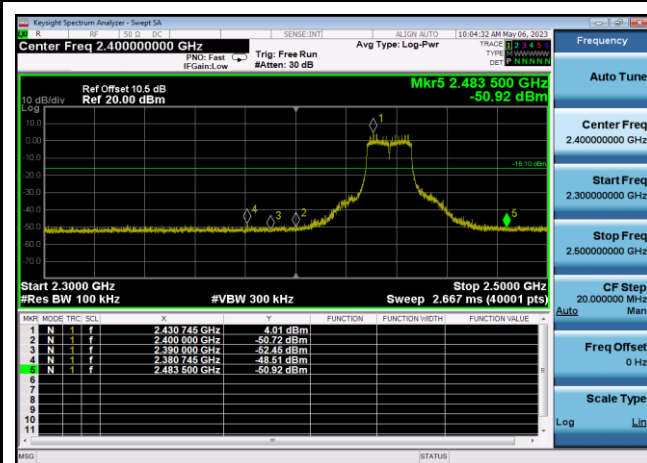 Keysight Spectrum Analyzer - Swept SA
R RF 50 Ω DC SENSE:INT ALIGN AUTO 10:04:32 AM May 06, 2023
Center Freq 2.400000000 GHz
PNO: Fast
IFGain:Low
Trig: Free Run
#Atten: 30 dB
Avg Type: Log-Pwr
TRACE 1 2 3 4 5 6
TYPE M W W W W W
DET P N N N N N
Ref Offset 10.5 dB
10 dB/div Ref 20.00 dBm
Log
Mkr5 2.483 500 GHz
-50.92 dBm
10.0
0.00
-10.0
-20.0
-30.0
-40.0
-50.0
-60.0
-70.0
1
-16.10 dBm
4
3
2
5
Start 2.3000 GHz Stop 2.5000 GHz
#Res BW 100 kHz #VBW 300 kHz Sweep 2.667 ms (40001 pts)
MKR MODE TRC SCL X Y FUNCTION FUNCTION WIDTH FUNCTION VALUE
1 N 1 f 2.430 745 GHz 4.01 dBm
2 N 1 f 2.400 000 GHz -50.72 dBm
3 N 1 f 2.390 000 GHz -52.45 dBm
4 N 1 f 2.380 745 GHz -48.51 dBm
5 N 1 f 2.483 500 GHz -50.92 dBm
6
7
8
9
10
11
MSG STATUS
Frequency
Auto Tune
Center Freq
2.400000000 GHz
Start Freq
2.300000000 GHz
Stop Freq
2.500000000 GHz
CF Step
20.000000 MHz
Auto Man
Freq Offset
0 Hz
Scale Type
Log Lin